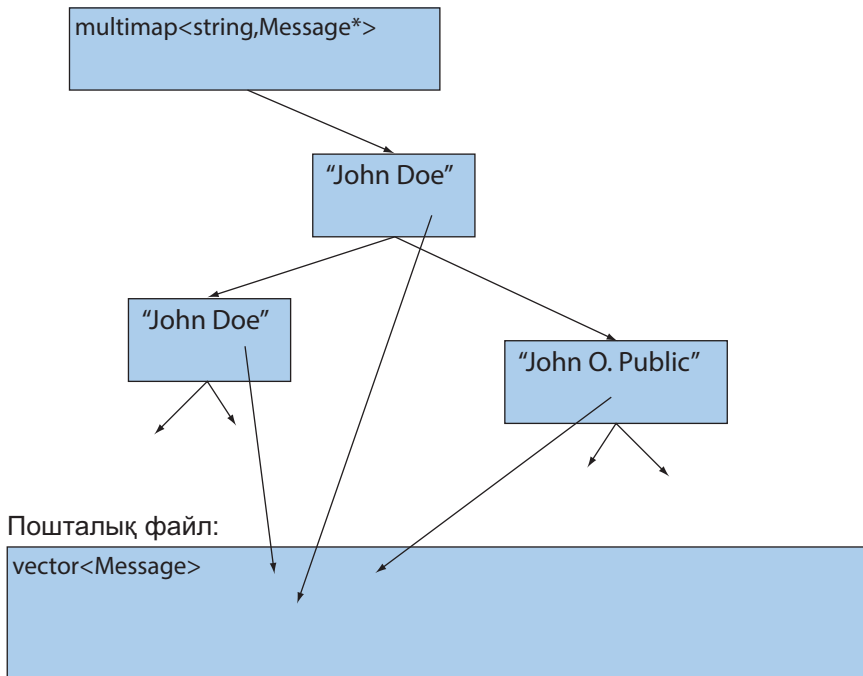 multimap<string,Message*>
“John Doe”
“John Doe”
“John O. Public”
Пошталық файл:
vector<Message>